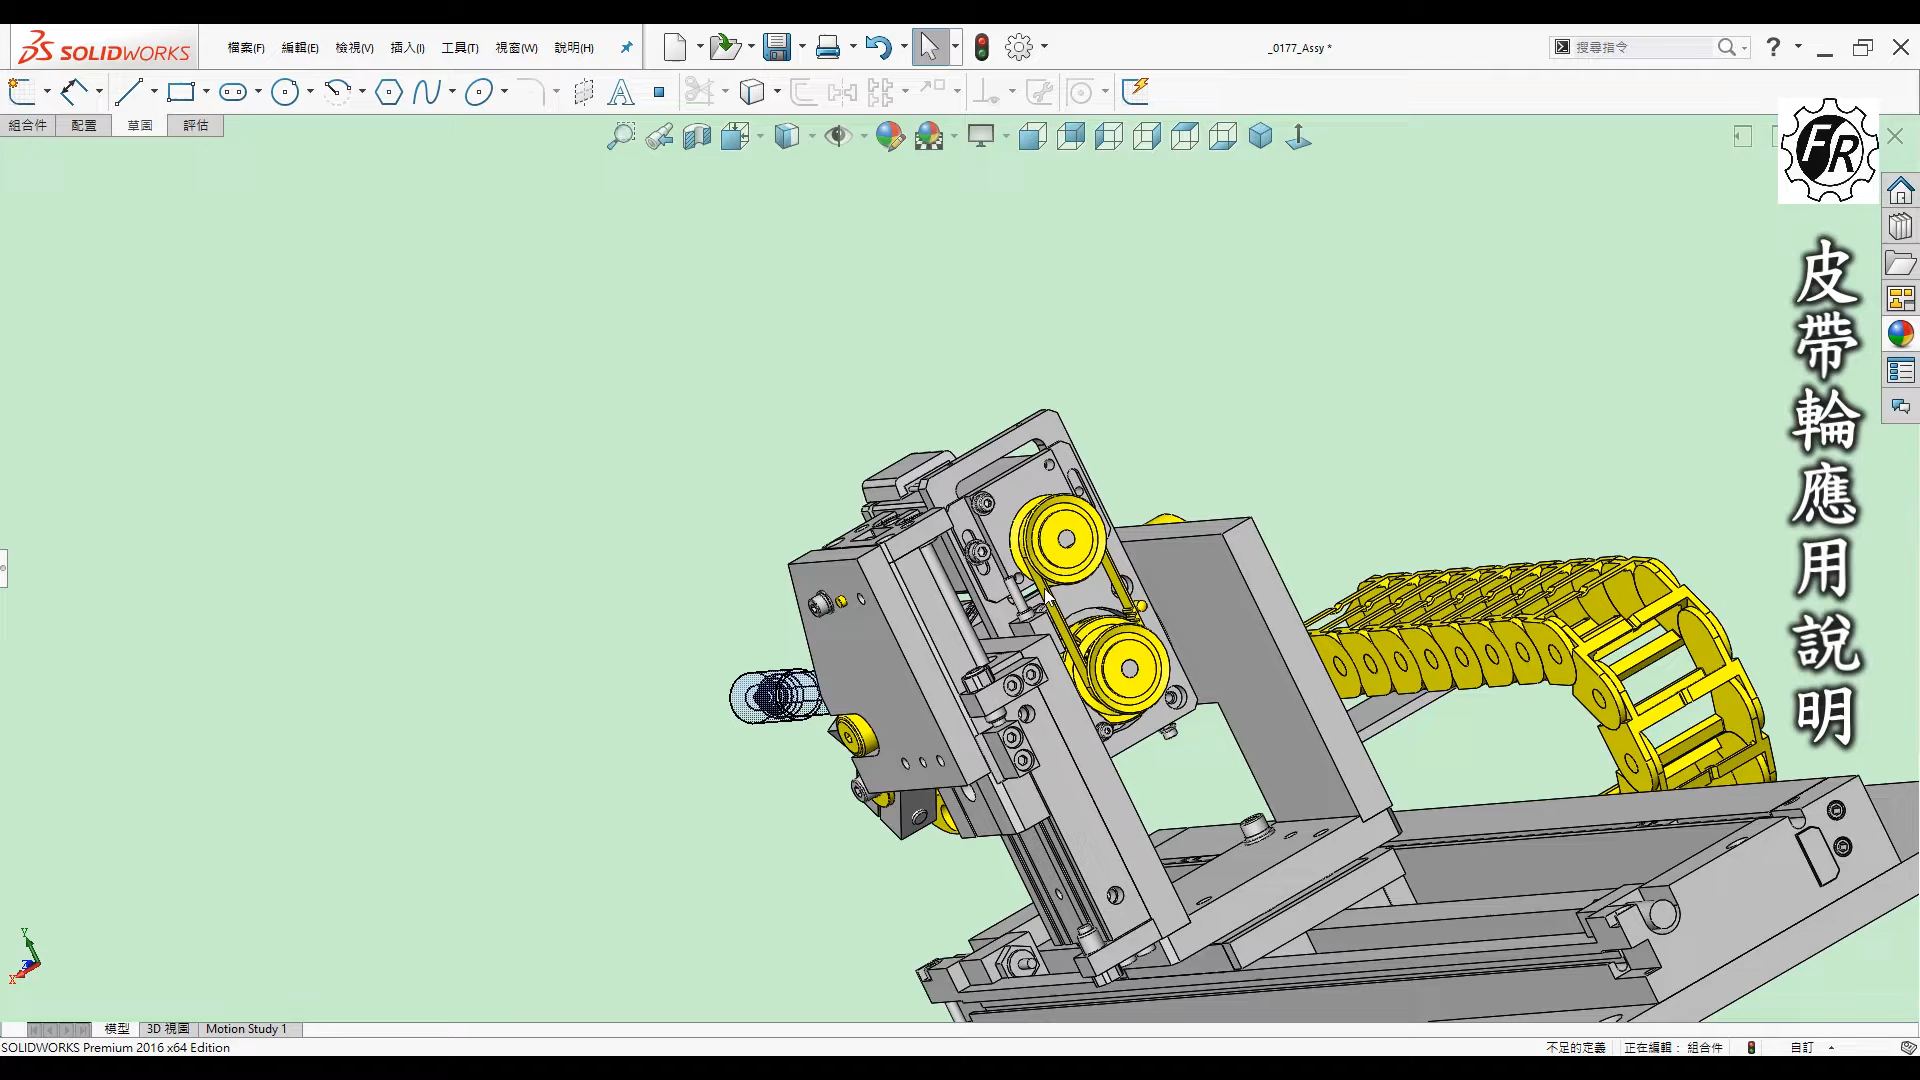 SOLIDWORKS
檔案(F) 編輯(E) 檢視(V) 插入(I) 工具(T) 視窗(W) 說明(H)
_0177_Assy *
搜尋指令
組合件 配置 草圖 評估
FR
皮帶輪應用說明
Y
Z
X
模型 3D 視圖 Motion Study 1
SOLIDWORKS Premium 2016 x64 Edition
不足的定義 正在編輯： 組合件 自訂